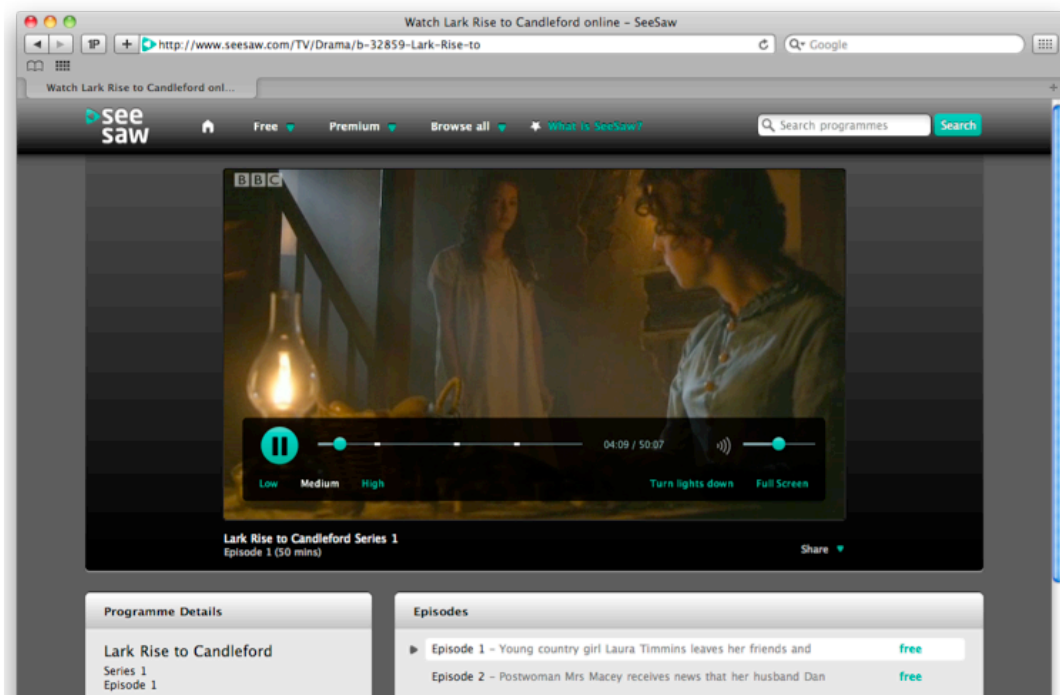 Watch Lark Rise to Candleford online – SeeSaw
1P + http://www.seesaw.com/TV/Drama/b-32859-Lark-Rise-to Google
Watch Lark Rise to Candleford onl... +
see
saw
Free Premium Browse all What is SeeSaw? Search programmes Search
BBC
04:09 / 50:07
Low Medium High Turn lights down Full Screen
Lark Rise to Candleford Series 1
Episode 1 (50 mins) Share
Programme Details Episodes
Lark Rise to Candleford
Series 1
Episode 1
Episode 1 – Young country girl Laura Timmins leaves her friends and free
Episode 2 – Postwoman Mrs Macey receives news that her husband Dan free